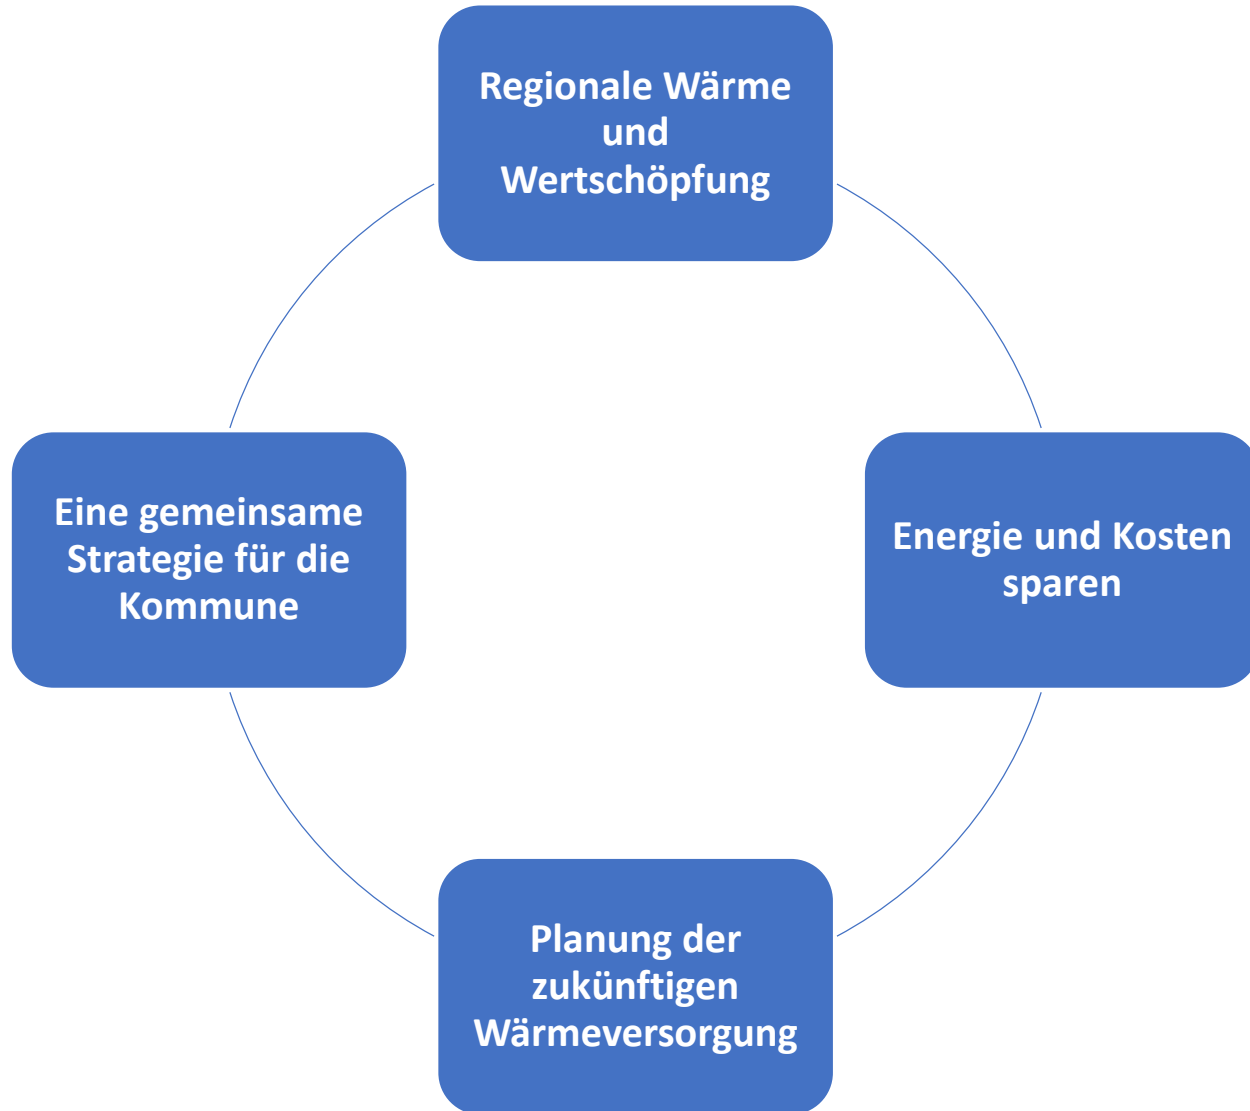 Regionale Wärme
und
Wertschöpfung
Energie und Kosten
sparen
Planung der
zukünftigen
Wärmeversorgung
Eine gemeinsame
Strategie für die
Kommune